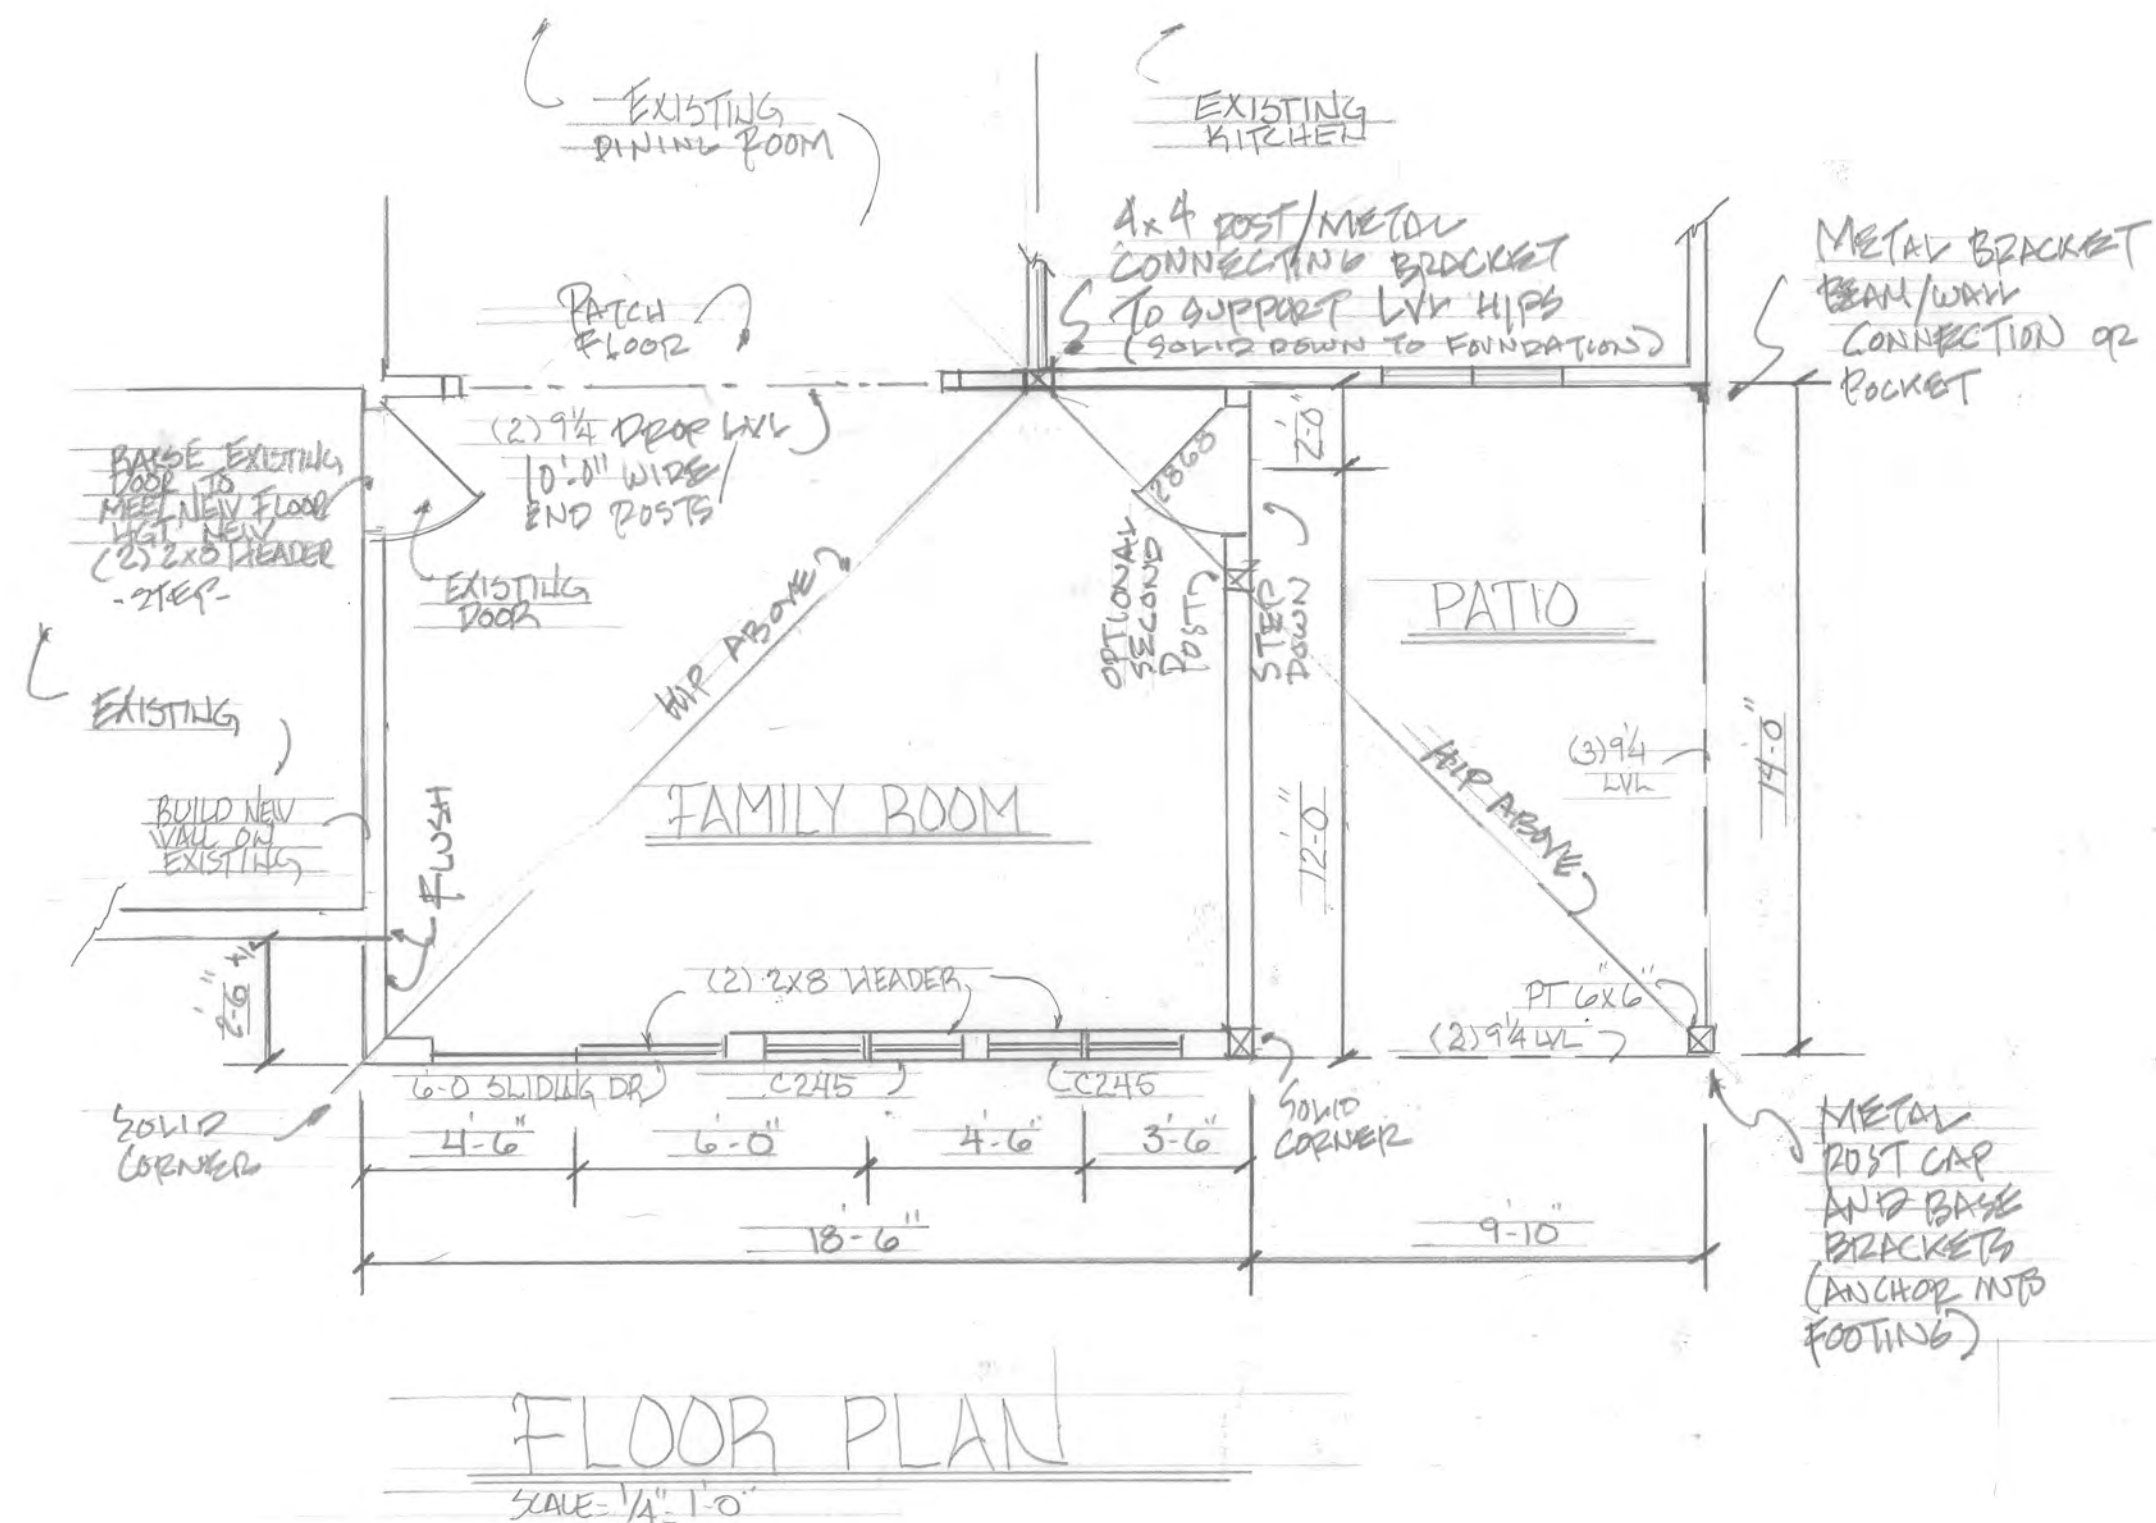 EXISTING
DINING ROOM
EXISTING
KITCHEN
4x4 POST/METAL
CONNECTING BRACKET
TO SUPPORT LVL HIPS
(SOLID DOWN TO FOUNDATION)
METAL BRACKET
BEAM/WALL
CONNECTION OR
POCKET
PATCH
FLOOR
(2) 9¼ DROP LVL
10'-0" WIDE
END POSTS
RAISE EXISTING
DOOR TO
MEET NEW FLOOR
HGT NEW
(2) 2x8 HEADER
-STEP-
EXISTING
DOOR
2868
2'-0"
HIP ABOVE
OPTIONAL
SECOND
POST
STEP
DOWN
PATIO
EXISTING
BUILD NEW
WALL ON
EXISTING
FLUSH
FAMILY ROOM
12'-0"
HIP ABOVE
(3) 9¼
LVL
14'-0"
2'-6"
(2) 2x8 HEADER
PT 6"x6"
(2) 9¼ LVL
6-0 SLIDING DR
C245
C245
SOLID
CORNER
SOLID
CORNER
4'-6"
6'-0"
4'-6"
3'-6"
18'-6"
9'-10"
METAL
POST CAP
AND BASE
BRACKETS
(ANCHOR INTO
FOOTING)
FLOOR PLAN
SCALE = ¼" = 1'-0"